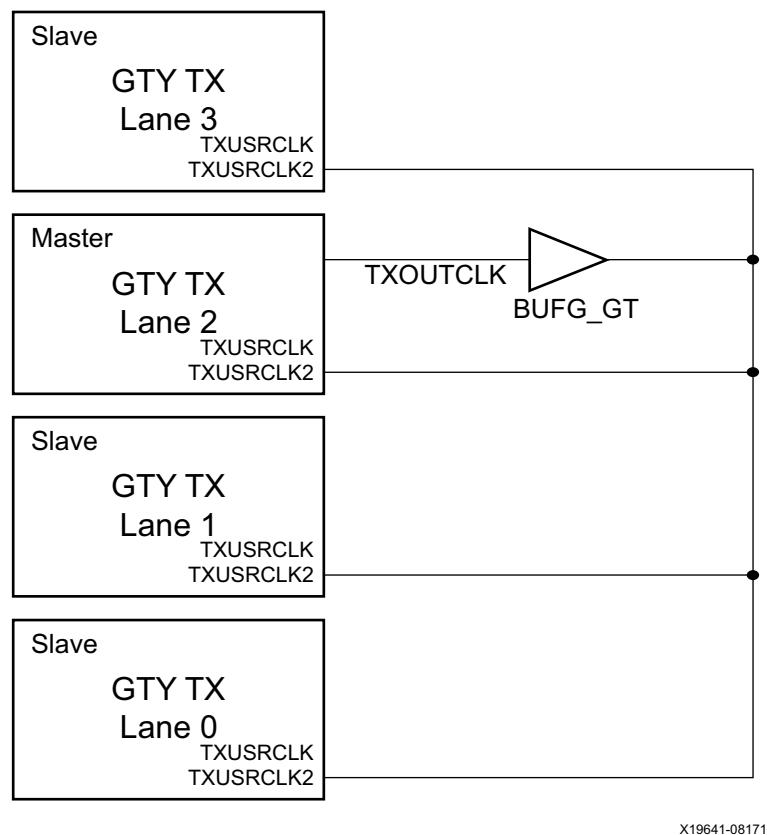 Slave
GTY TX
Lane 3
TXUSRCLK
TXUSRCLK2
Master
GTY TX
Lane 2
TXUSRCLK
TXUSRCLK2
TXOUTCLK
BUFG_GT
Slave
GTY TX
Lane 1
TXUSRCLK
TXUSRCLK2
Slave
GTY TX
Lane 0
TXUSRCLK
TXUSRCLK2
X19641-08171